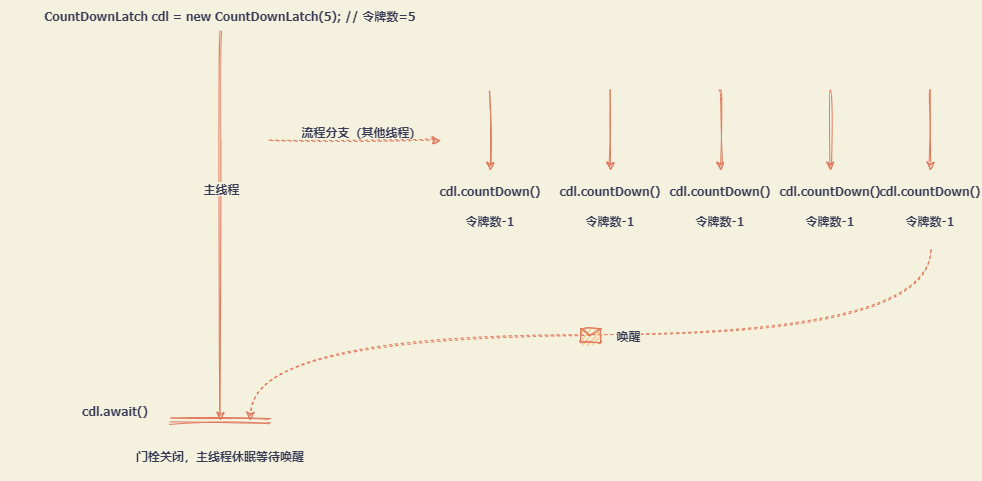 CountDownLatch cdl = new CountDownLatch(5); // 令牌数=5
流程分支（其他线程）
主线程
cdl.countDown()
cdl.countDown()
cdl.countDown()
cdl.countDown()
cdl.countDown()
令牌数-1
令牌数-1
令牌数-1
令牌数-1
令牌数-1
唤醒
cdl.await()
门栓关闭，主线程休眠等待唤醒